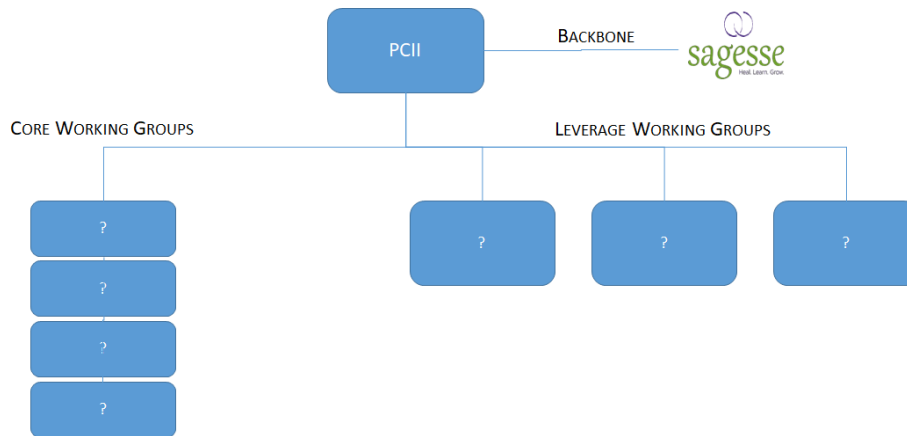 PCII
BACKBONE
sagesse
Heal. Learn. Grow.
CORE WORKING GROUPS
LEVERAGE WORKING GROUPS
?
?
?
?
?
?
?